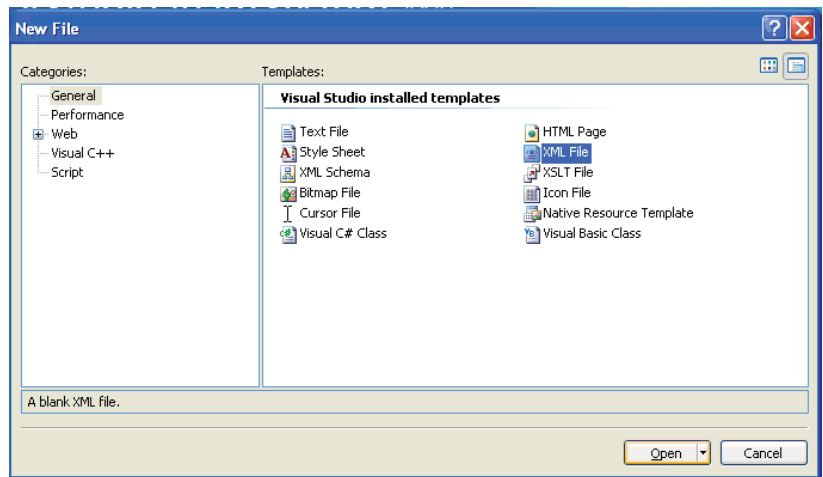 New File
Categories:
Templates:
General
Performance
Web
Visual C++
Script
Visual Studio installed templates
Text File
HTML Page
Style Sheet
XML File
XML Schema
XSLT File
Bitmap File
Icon File
Cursor File
Native Resource Template
Visual C# Class
Visual Basic Class
A blank XML file.
Open
Cancel